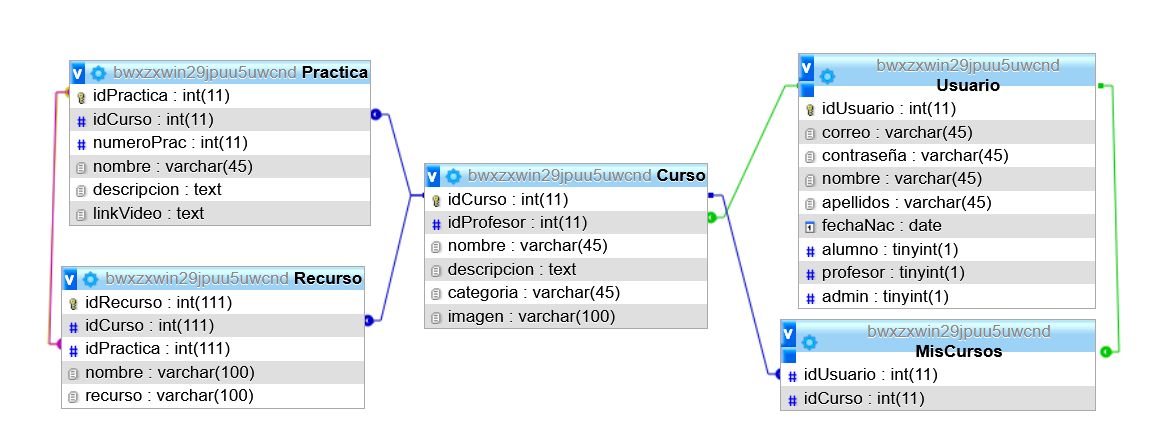 v bwxzxwin29jpuu5uwcnd Practica
idPractica : int(11)
# idCurso : int(11)
# numeroPrac : int(11)
nombre : varchar(45)
descripcion : text
linkVideo : text
v bwxzxwin29jpuu5uwcnd Recurso
idRecurso : int(111)
# idCurso : int(111)
# idPractica : int(111)
nombre : varchar(100)
recurso : varchar(100)
v bwxzxwin29jpuu5uwcnd Curso
idCurso : int(11)
# idProfesor : int(11)
nombre : varchar(45)
descripcion : text
categoria : varchar(45)
imagen : varchar(100)
v bwxzxwin29jpuu5uwcnd
Usuario
idUsuario : int(11)
correo : varchar(45)
contraseña : varchar(45)
nombre : varchar(45)
apellidos : varchar(45)
fechaNac : date
# alumno : tinyint(1)
# profesor : tinyint(1)
# admin : tinyint(1)
v bwxzxwin29jpuu5uwcnd
MisCursos
# idUsuario : int(11)
# idCurso : int(11)